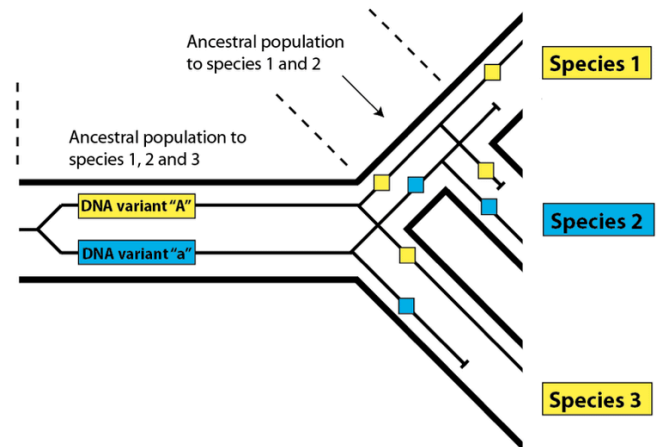 Ancestral population
to species 1 and 2
Species 1
Ancestral population to
species 1, 2 and 3
DNA variant "A"
Species 2
DNA variant "a"
Species 3